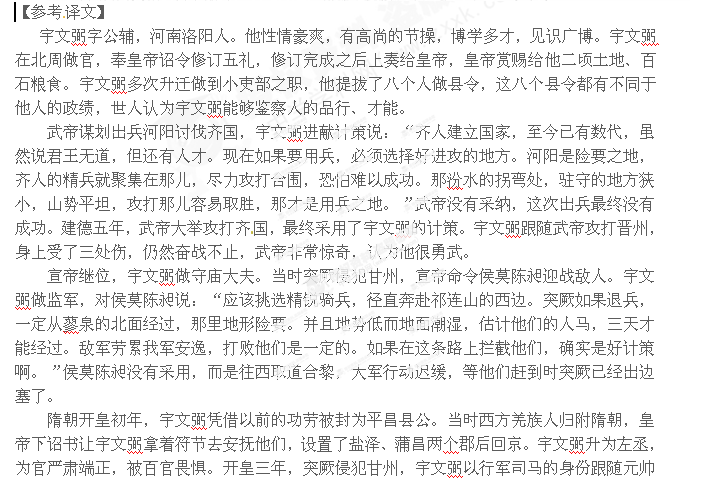 【参考译文】
宇文弼字公辅，河南洛阳人。他性情豪爽，有高尚的节操，博学多才，见识广博。宇文弼
在北周做官，奉皇帝诏令修订五礼，修订完成之后上奏给皇帝，皇帝赏赐给他二顷土地、百
石粮食。宇文弼多次升迁做到小吏部之职，他提拔了八个人做县令，这八个县令都有不同于
他人的政绩，世人认为宇文弼能够鉴察人的品行、才能。
武帝谋划出兵河阳讨伐齐国，宇文弼进献计策说：“齐人建立国家，至今已有数代，虽
然说君王无道，但还有人才。现在如果要用兵，必须选择好进攻的地方。河阳是险要之地，
齐人的精兵就聚集在那儿，尽力攻打合围，恐怕难以成功。那汾水的拐弯处，驻守的地方狭
小，山势平坦，攻打那儿容易取胜，那才是用兵之地。”武帝没有采纳，这次出兵最终没有
成功。建德五年，武帝大举攻打齐国，最终采用了宇文弼的计策。宇文弼跟随武帝攻打晋州，
身上受了三处伤，仍然奋战不止，武帝非常惊奇，认为他很勇武。
宣帝继位，宇文弼做守庙大夫。当时突厥侵犯甘州，宣帝命令侯莫陈昶迎战敌人。宇文
弼做监军，对侯莫陈昶说：“应该挑选精锐骑兵，径直奔赴祁连山的西边。突厥如果退兵，
一定从蓼泉的北面经过，那里地形险要。并且地势低而地面潮湿，估计他们的人马，三天才
能经过。敌军劳累我军安逸，打败他们是一定的。如果在这条路上拦截他们，确实是好计策
啊。”侯莫陈昶没有采用，而是往西取道合黎，大军行动迟缓，等他们赶到时突厥已经出边
塞了。
隋朝开皇初年，宇文弼凭借以前的功劳被封为平昌县公。当时西方羌族人归附隋朝，皇
帝下诏书让宇文弼拿着符节去安抚他们，设置了盐泽、蒲昌两个郡后回京。宇文弼升为左丞，
为官严肃端正，被百官畏惧。开皇三年，突厥侵犯甘州，宇文弼以行军司马的身份跟随元帅